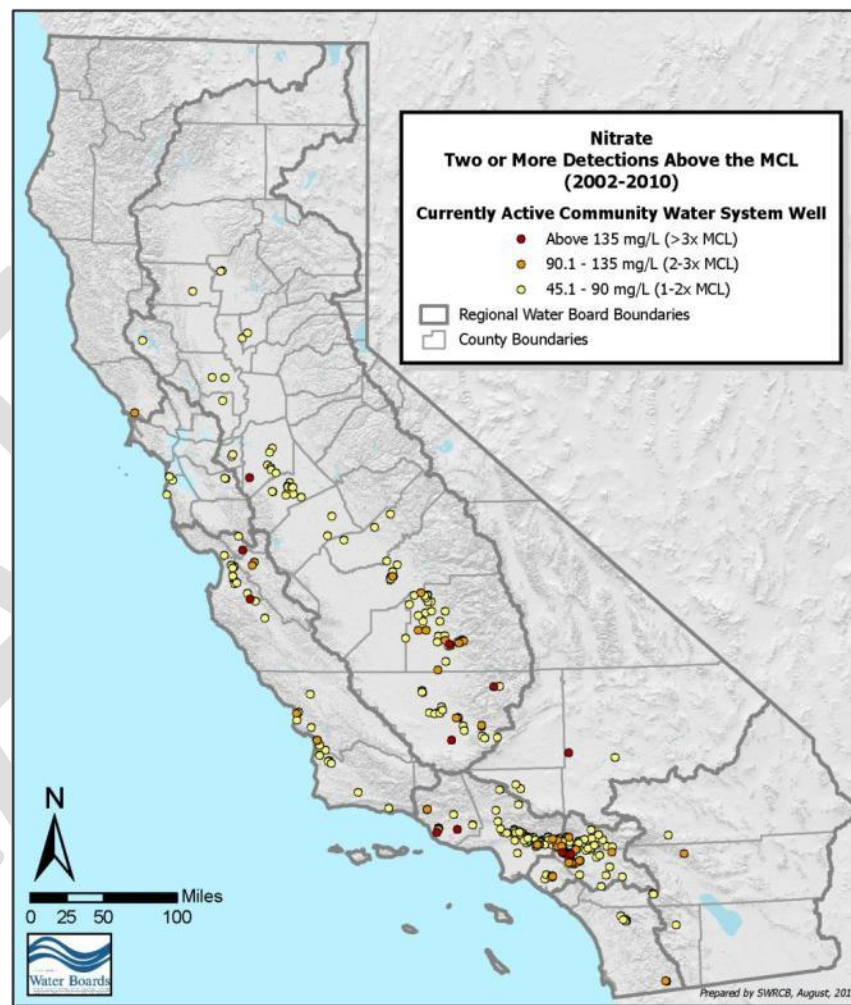 Nitrate
Two or More Detections Above the MCL
(2002-2010)
Currently Active Community Water System Well
Above 135 mg/L (>3x MCL)
90.1 - 135 mg/L (2-3x MCL)
45.1 - 90 mg/L (1-2x MCL)
Regional Water Board Boundaries
County Boundaries
N
Miles
0 25 50 100
Water Boards
Prepared by SWRCB, August, 201